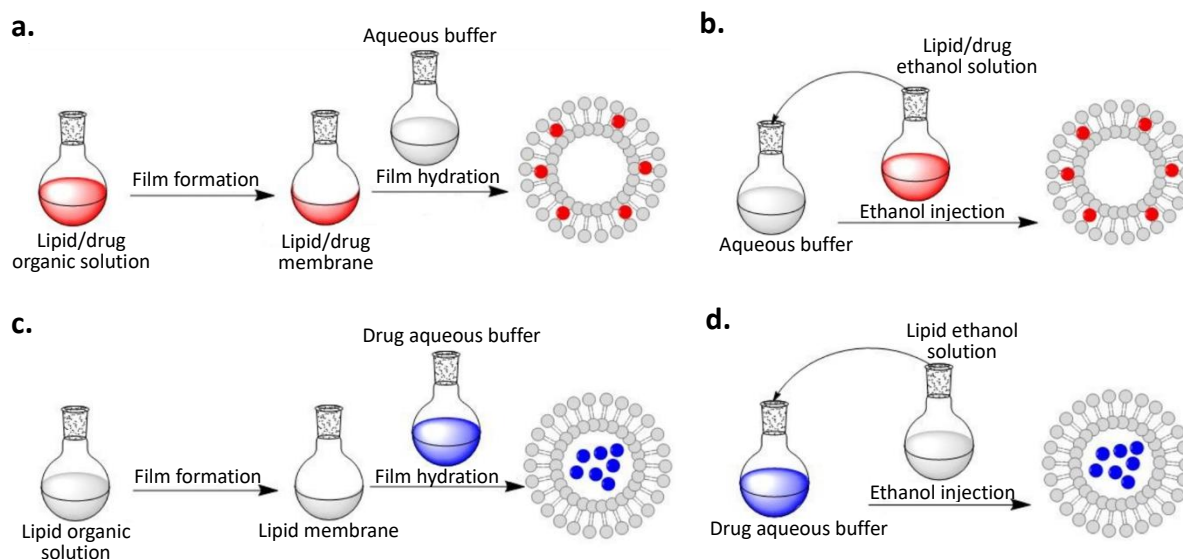 a.
Aqueous buffer
Film formation
Film hydration
Lipid/drug
organic solution
Lipid/drug
membrane
b.
Lipid/drug
ethanol solution
Ethanol injection
Aqueous buffer
c.
Drug aqueous buffer
Film formation
Film hydration
Lipid organic
solution
Lipid membrane
d.
Lipid ethanol
solution
Ethanol injection
Drug aqueous buffer